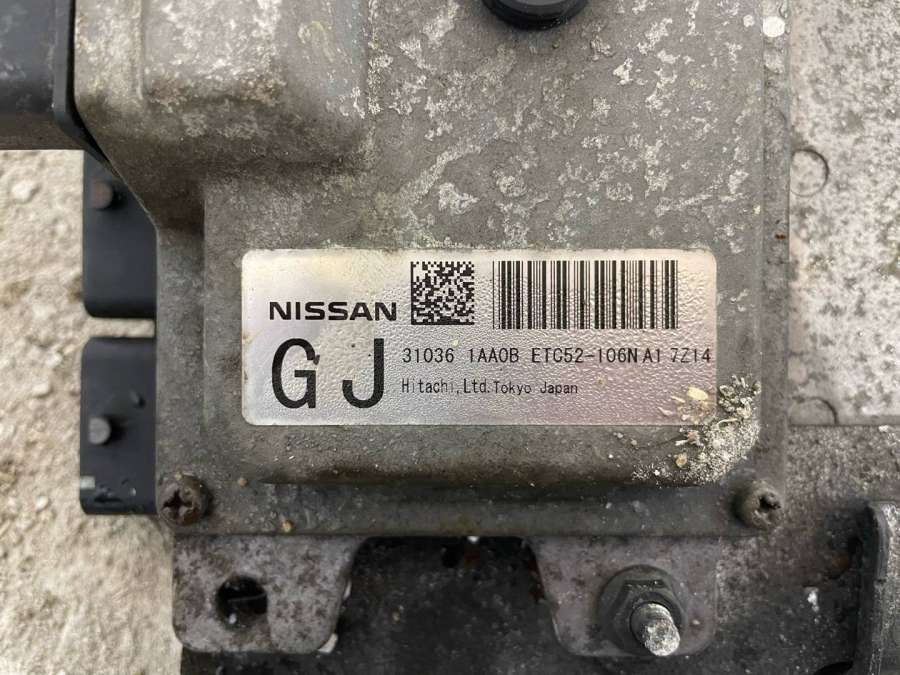 NISSAN
GJ
31036 1AA0B ETC52-106N A1 7Z14
Hitachi,Ltd.Tokyo Japan